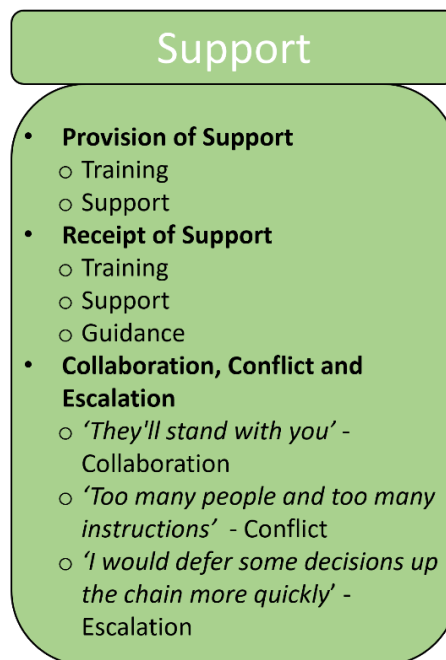 Support
• Provision of Support
o Training
o Support
• Receipt of Support
o Training
o Support
o Guidance
• Collaboration, Conflict and
Escalation
o ‘They'll stand with you’ -
Collaboration
o ‘Too many people and too many
instructions’ - Conflict
o ‘I would defer some decisions up
the chain more quickly’ -
Escalation